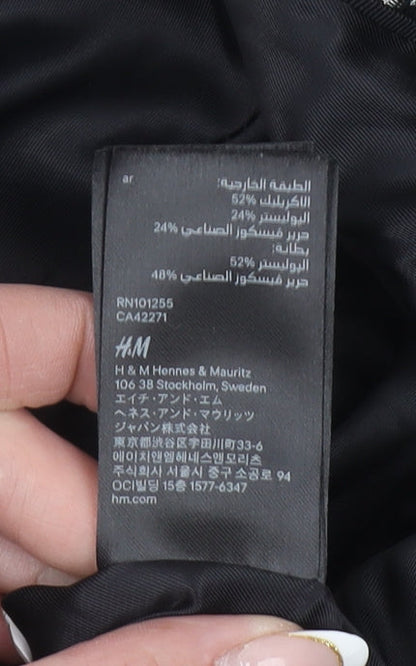 ar
الطبقة الخارجية:
الاكريليك 52%
البوليستر 24%
حرير فيسكوز الصناعي 24%
بطانة:
البوليستر 52%
حرير فيسكوز الصناعي 48%
RN101255
CA42271
H&M
H & M Hennes & Mauritz
106 38 Stockholm, Sweden
エイチ・アンド・エム
ヘネス・アンド・マウリッツ
ジャパン株式会社
東京都渋谷区宇田川町33-6
에이치앤엠헤네스앤모리츠
주식회사 서울시 중구 소공로 94
OCI빌딩 15층 1577-6347
hm.com